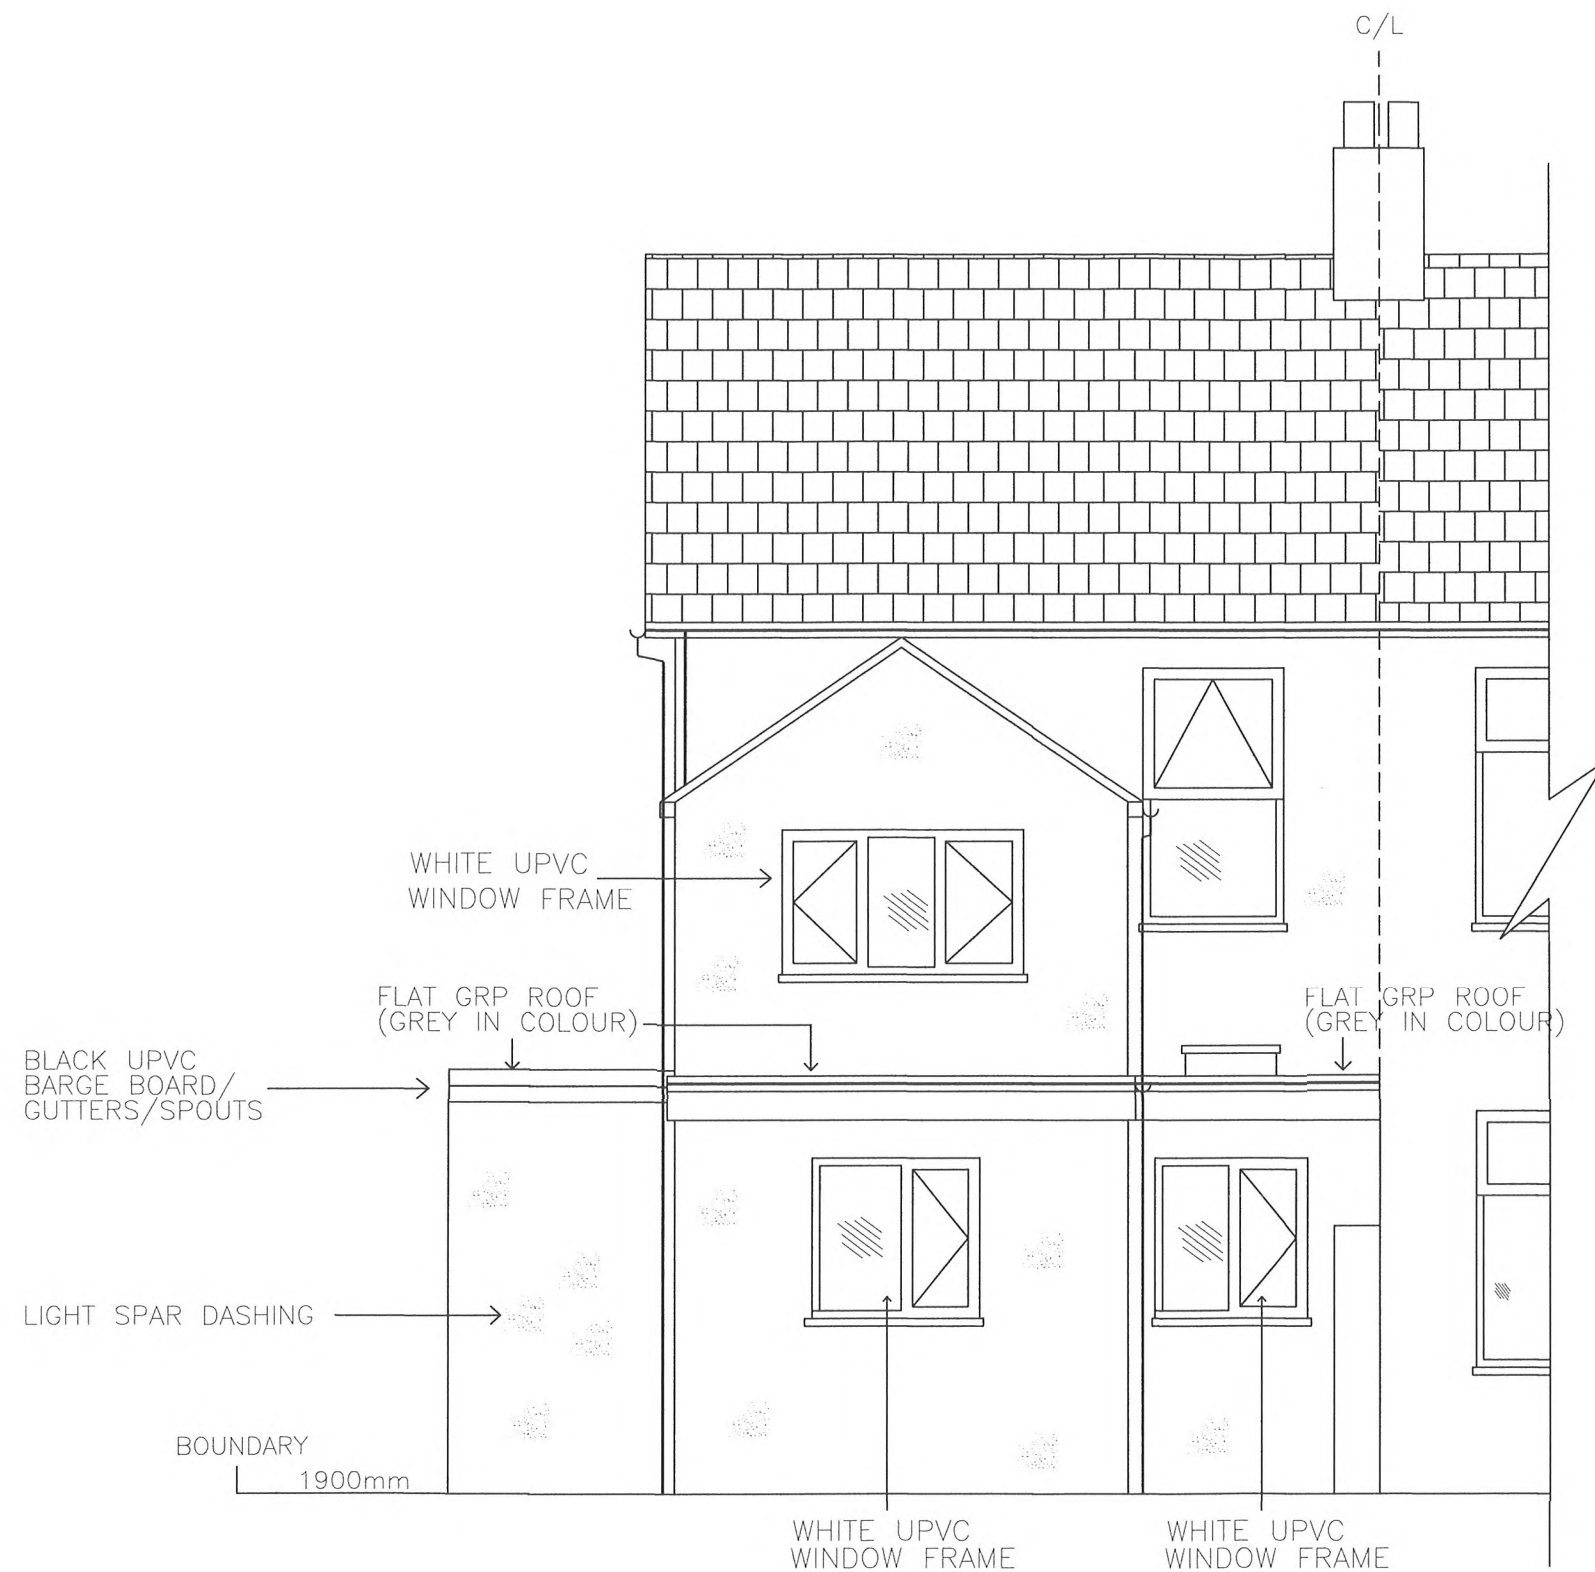 C/L
WHITE UPVC
WINDOW FRAME
FLAT GRP ROOF
(GREY IN COLOUR)
FLAT GRP ROOF
(GREY IN COLOUR)
BLACK UPVC
BARGE BOARD/
GUTTERS/SPOUTS
LIGHT SPAR DASHING
BOUNDARY
1900mm
WHITE UPVC
WINDOW FRAME
WHITE UPVC
WINDOW FRAME